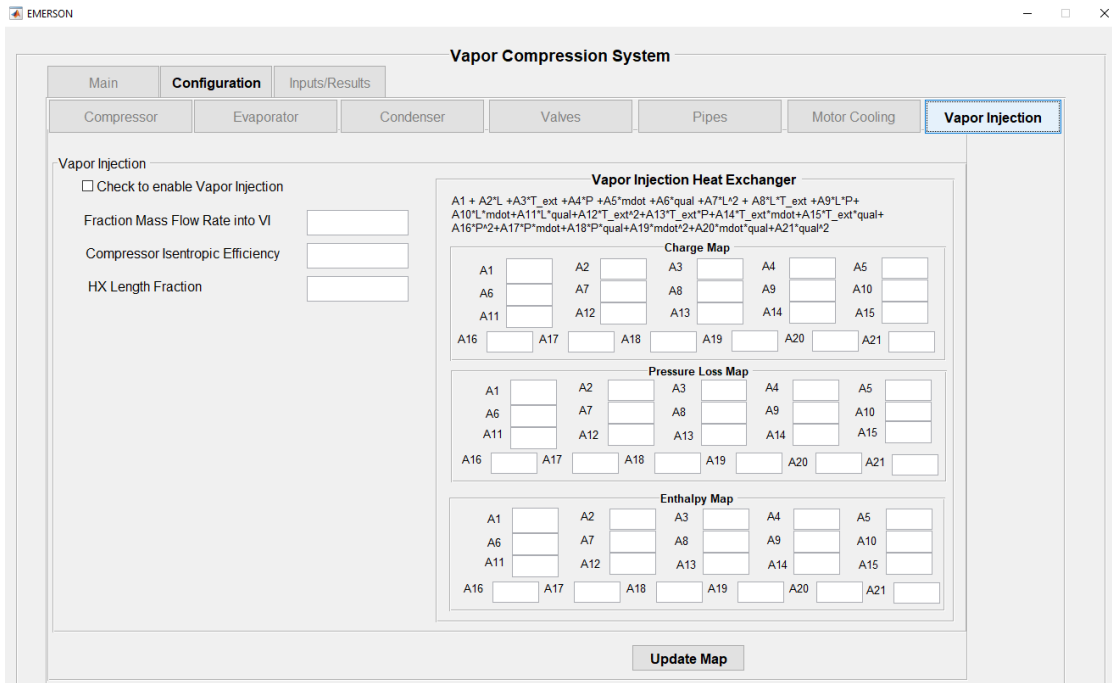 EMERSON
Vapor Compression System
Main Configuration Inputs/Results
Compressor Evaporator Condenser Valves Pipes Motor Cooling Vapor Injection
Vapor Injection
Check to enable Vapor Injection
Fraction Mass Flow Rate into VI
Compressor Isentropic Efficiency
HX Length Fraction
Vapor Injection Heat Exchanger
A1 + A2*L +A3*T_ext +A4*P +A5*mdot +A6*qual +A7*L^2 + A8*L*T_ext +A9*L*P+
A10*L*mdot+A11*L*qual+A12*T_ext^2+A13*T_ext*P+A14*T_ext*mdot+A15*T_ext*qual+
A16*P^2+A17*P*mdot+A18*P*qual+A19*mdot^2+A20*mdot*qual+A21*qual^2
Charge Map
A1 A2 A3 A4 A5
A6 A7 A8 A9 A10
A11 A12 A13 A14 A15
A16 A17 A18 A19 A20 A21
Pressure Loss Map
A1 A2 A3 A4 A5
A6 A7 A8 A9 A10
A11 A12 A13 A14 A15
A16 A17 A18 A19 A20 A21
Enthalpy Map
A1 A2 A3 A4 A5
A6 A7 A8 A9 A10
A11 A12 A13 A14 A15
A16 A17 A18 A19 A20 A21
Update Map